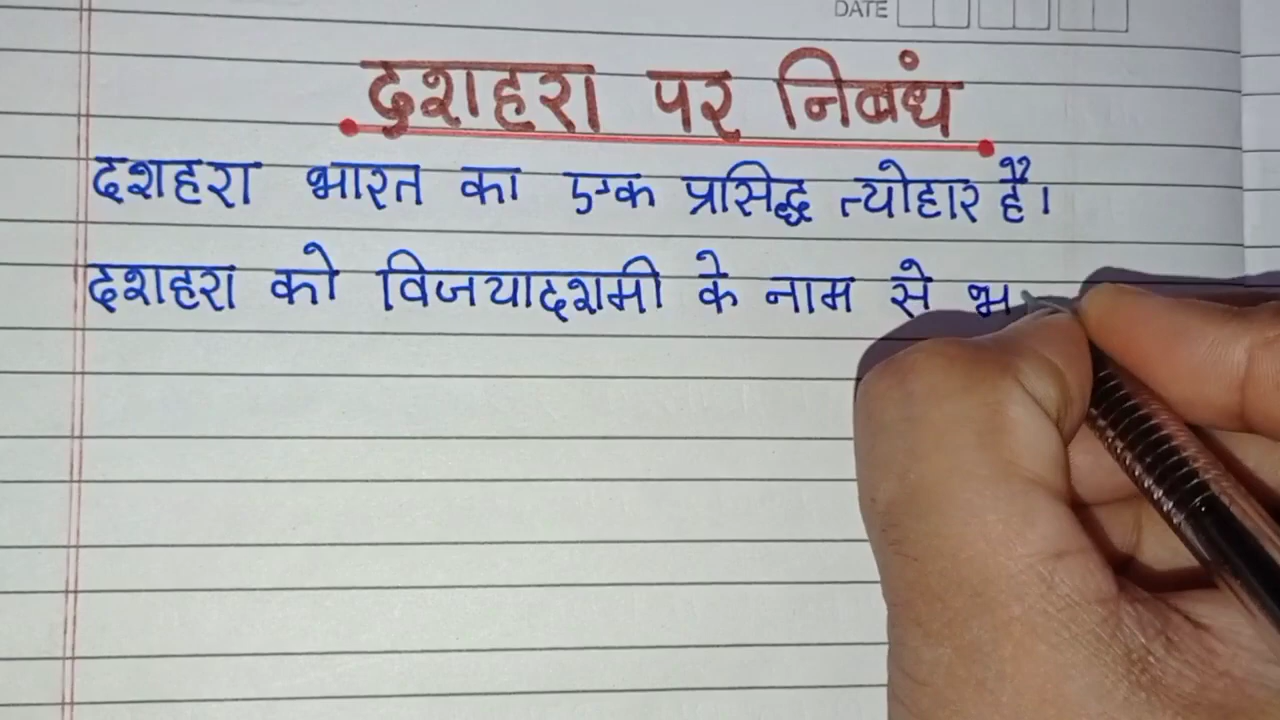 DATE
दशहरा पर निबंध
दशहरा भारत का एक प्रसिद्ध त्योहार है।
दशहरा को विजयादशमी के नाम से भ